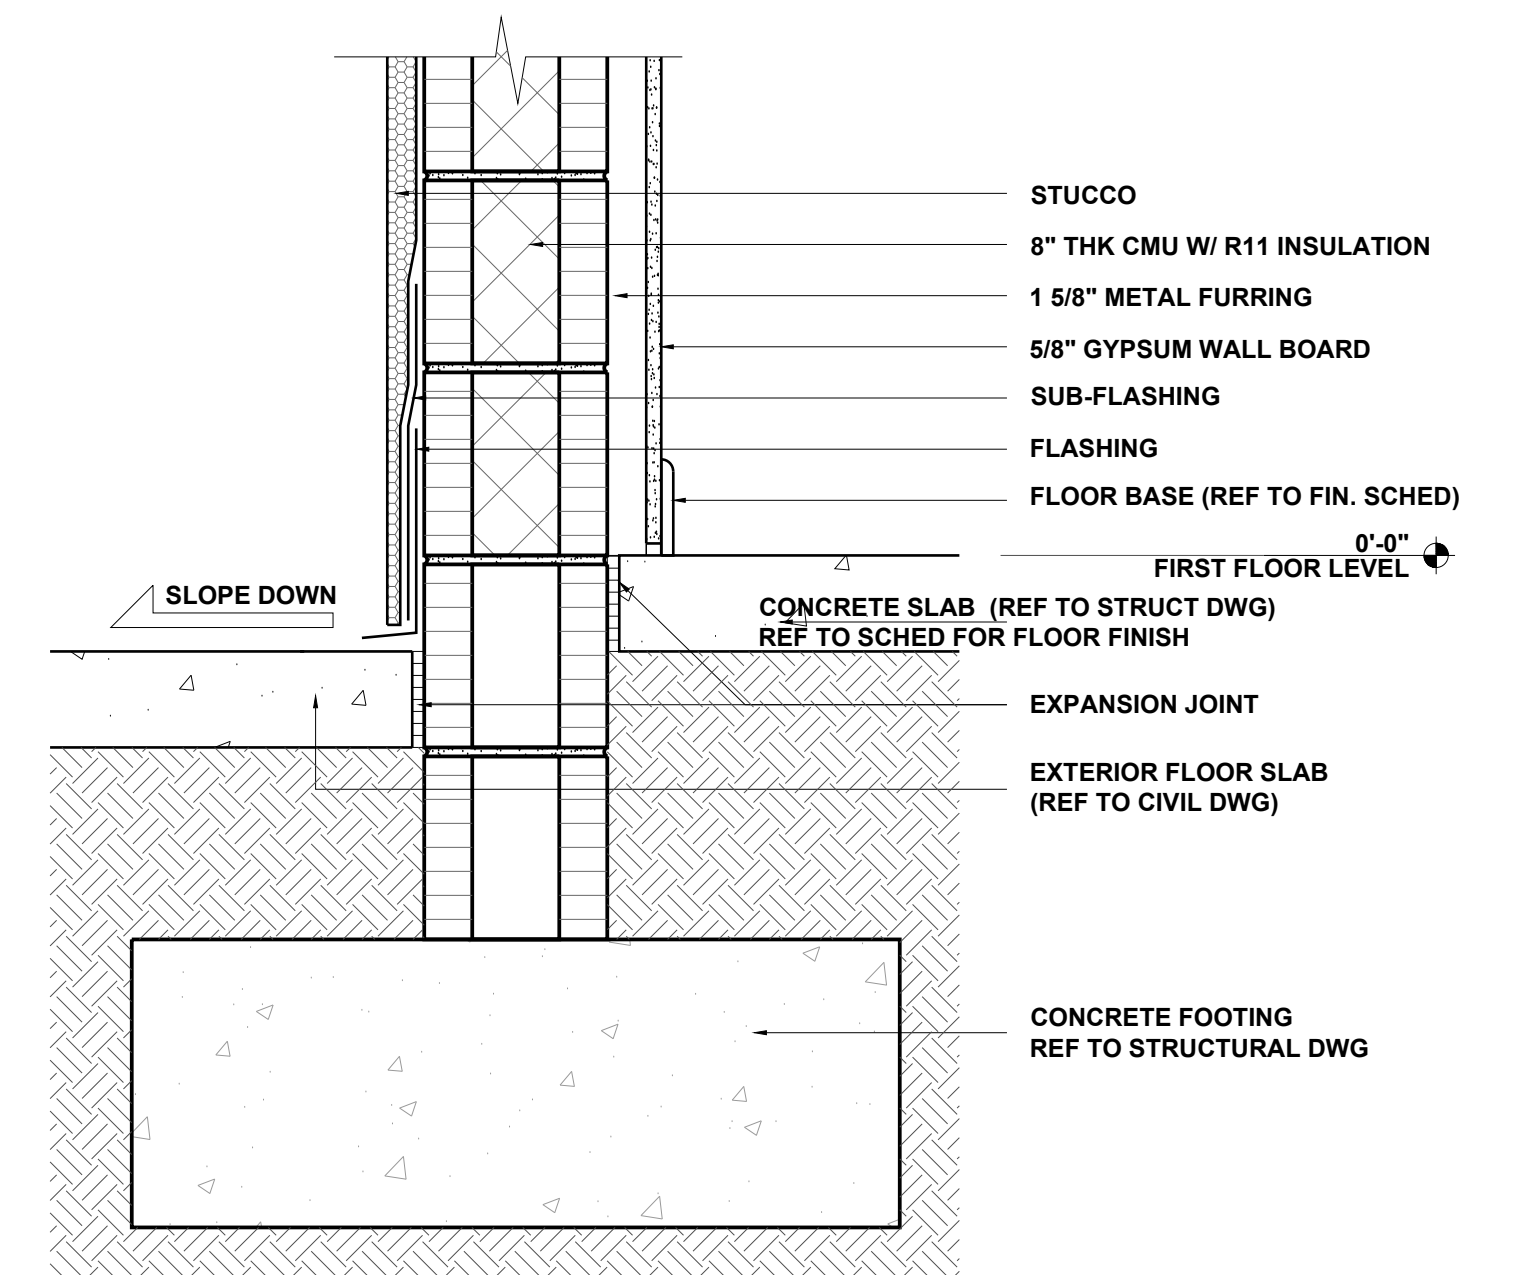 STUCCO
8" THK CMU W/ R11 INSULATION
1 5/8" METAL FURRING
5/8" GYPSUM WALL BOARD
SUB-FLASHING
FLASHING
FLOOR BASE (REF TO FIN. SCHED)
0'-0"
FIRST FLOOR LEVEL
SLOPE DOWN
CONCRETE SLAB (REF TO STRUCT DWG)
REF TO SCHED FOR FLOOR FINISH
EXPANSION JOINT
EXTERIOR FLOOR SLAB
(REF TO CIVIL DWG)
CONCRETE FOOTING
REF TO STRUCTURAL DWG